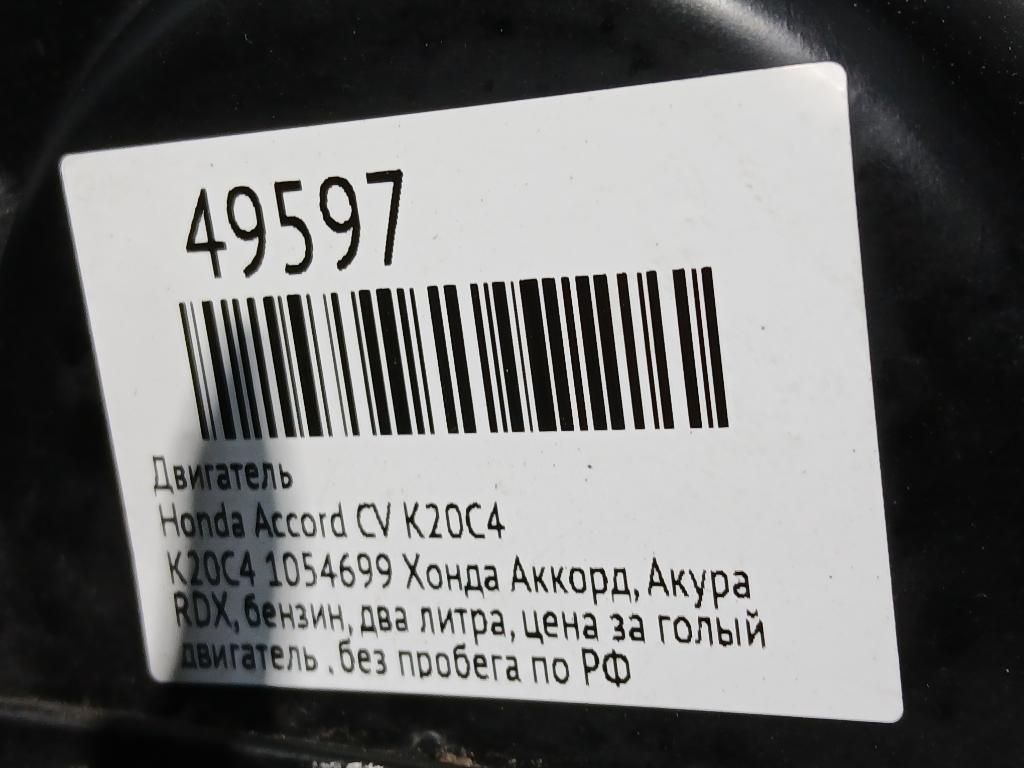 49597
Двигатель
Honda Accord CV K20C4
K20C4 1054699 Хонда Аккорд, Акура
RDX, бензин, два литра, цена за голый
двигатель . без пробега по РФ